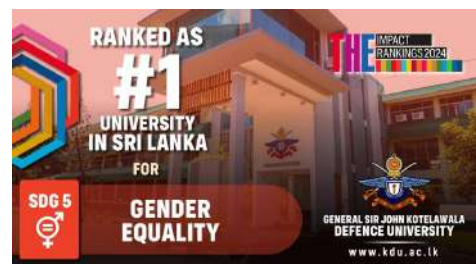 RANKED AS
#1
UNIVERSITY
IN SRI LANKA
FOR
SDG 5
GENDER
EQUALITY
THE
IMPACT
RANKINGS 2024
GENERAL SIR JOHN KOTELAWALA
DEFENCE UNIVERSITY
www.kdu.ac.lk